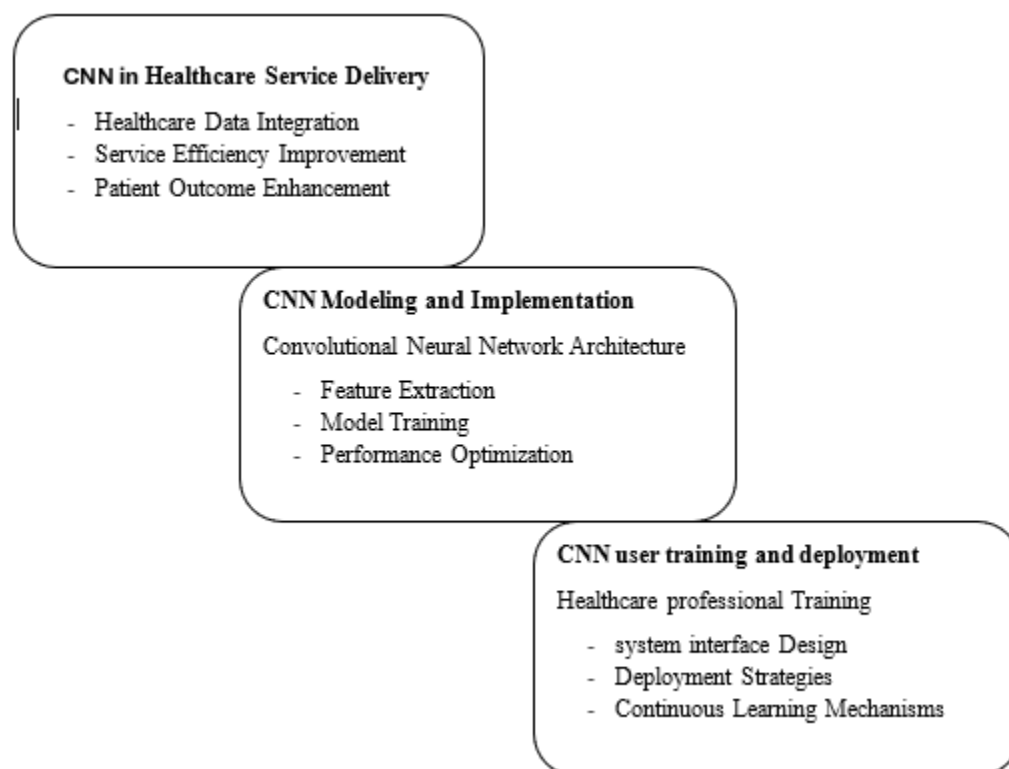 CNN in Healthcare Service Delivery
- Healthcare Data Integration
- Service Efficiency Improvement
- Patient Outcome Enhancement
CNN Modeling and Implementation
Convolutional Neural Network Architecture
- Feature Extraction
- Model Training
- Performance Optimization
CNN user training and deployment
Healthcare professional Training
- system interface Design
- Deployment Strategies
- Continuous Learning Mechanisms